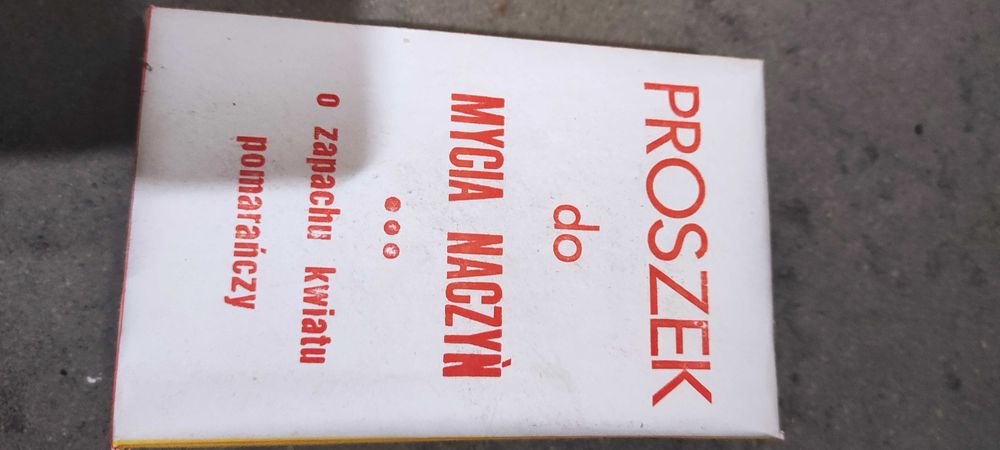 PROSZEK
do
MYCIA NACZYŃ
•••
o zapachu kwiatu
pomarańczy